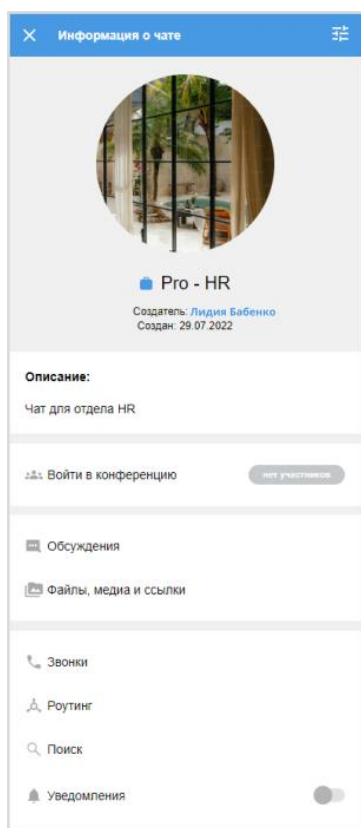 Информация о чате
Pro - HR
Создатель: Лидия Бабенко
Создан: 29.07.2022
Описание:
Чат для отдела HR
Войти в конференцию нет участников
Обсуждения
Файлы, медиа и ссылки
Звонки
Роутинг
Поиск
Уведомления